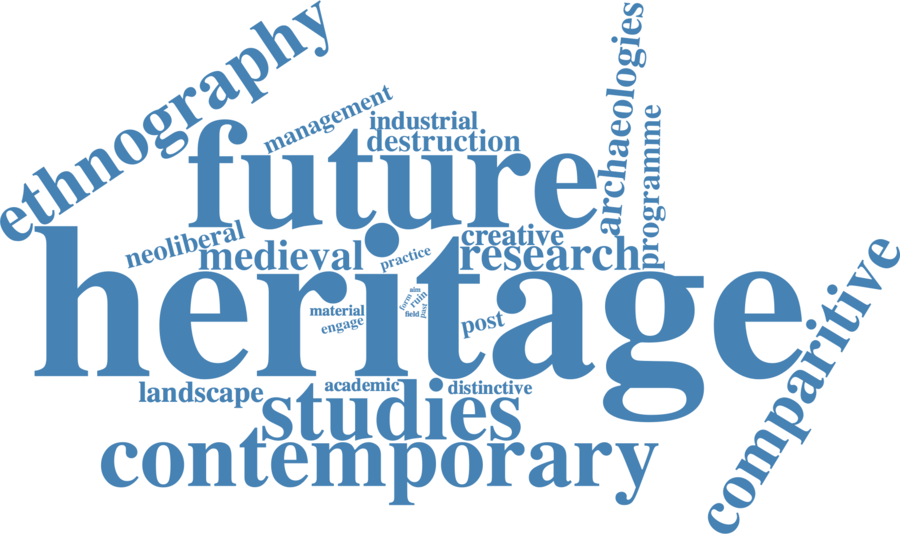 ethnography
management
industrial
destruction
archaeologies
programme
future
neoliberal
medieval
practice
creative
research
heritage
material
engage
aim
form
ruin
field
past
post
comparitive
landscape
academic
distinctive
studies
contemporary